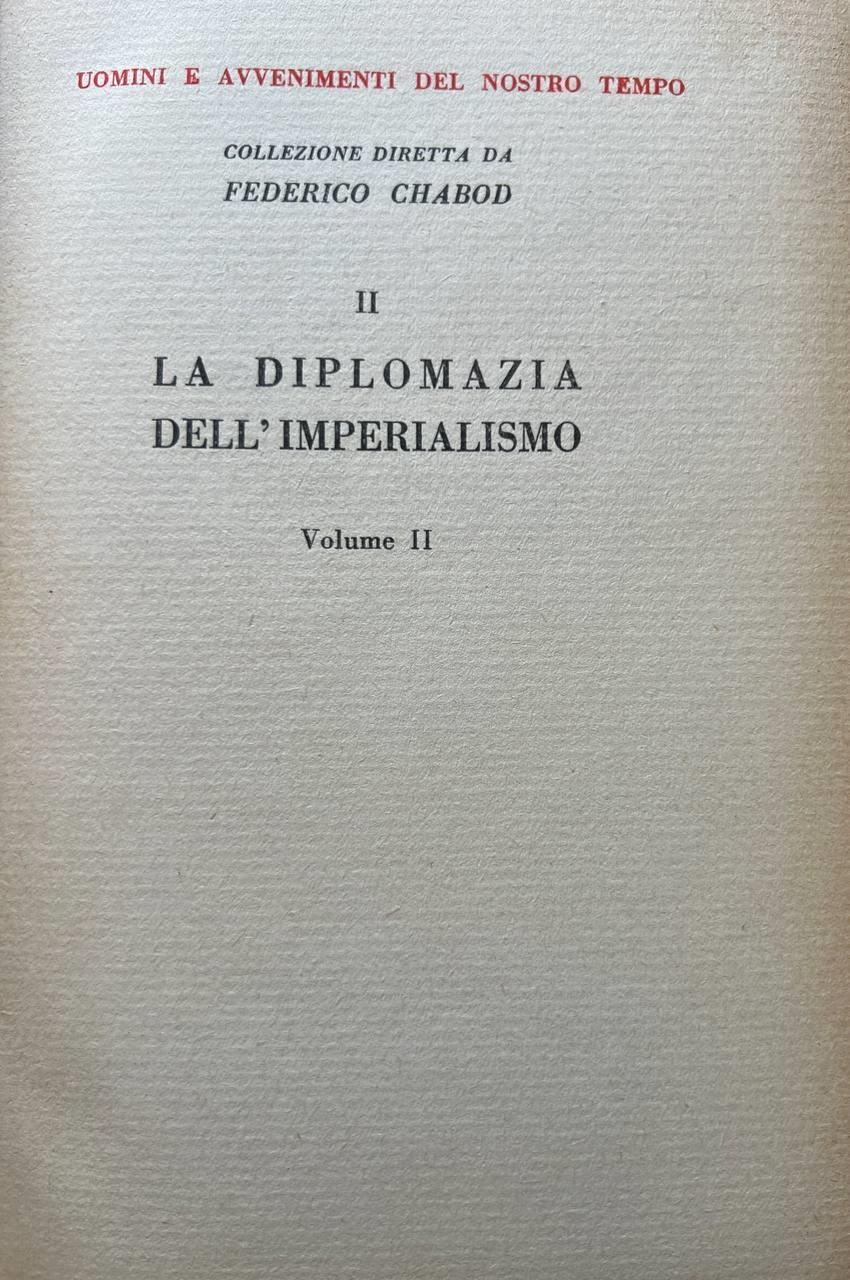 UOMINI E AVVENIMENTI DEL NOSTRO TEMPO
COLLEZIONE DIRETTA DA
FEDERICO CHABOD
II
LA DIPLOMAZIA
DELL' IMPERIALISMO
Volume II